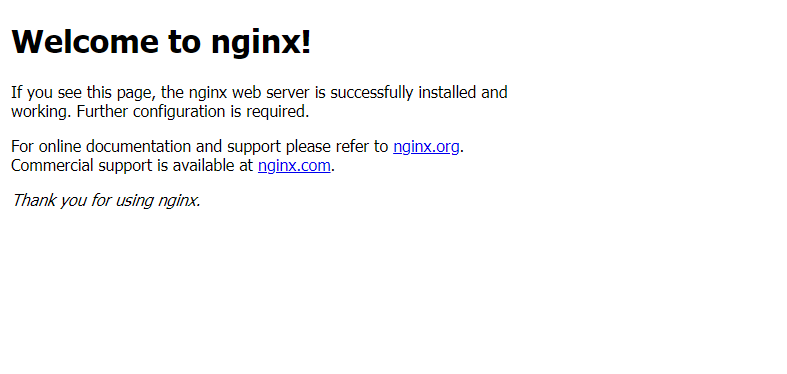 Welcome to nginx!
If you see this page, the nginx web server is successfully installed and
working. Further configuration is required.
For online documentation and support please refer to nginx.org.
Commercial support is available at nginx.com.
Thank you for using nginx.